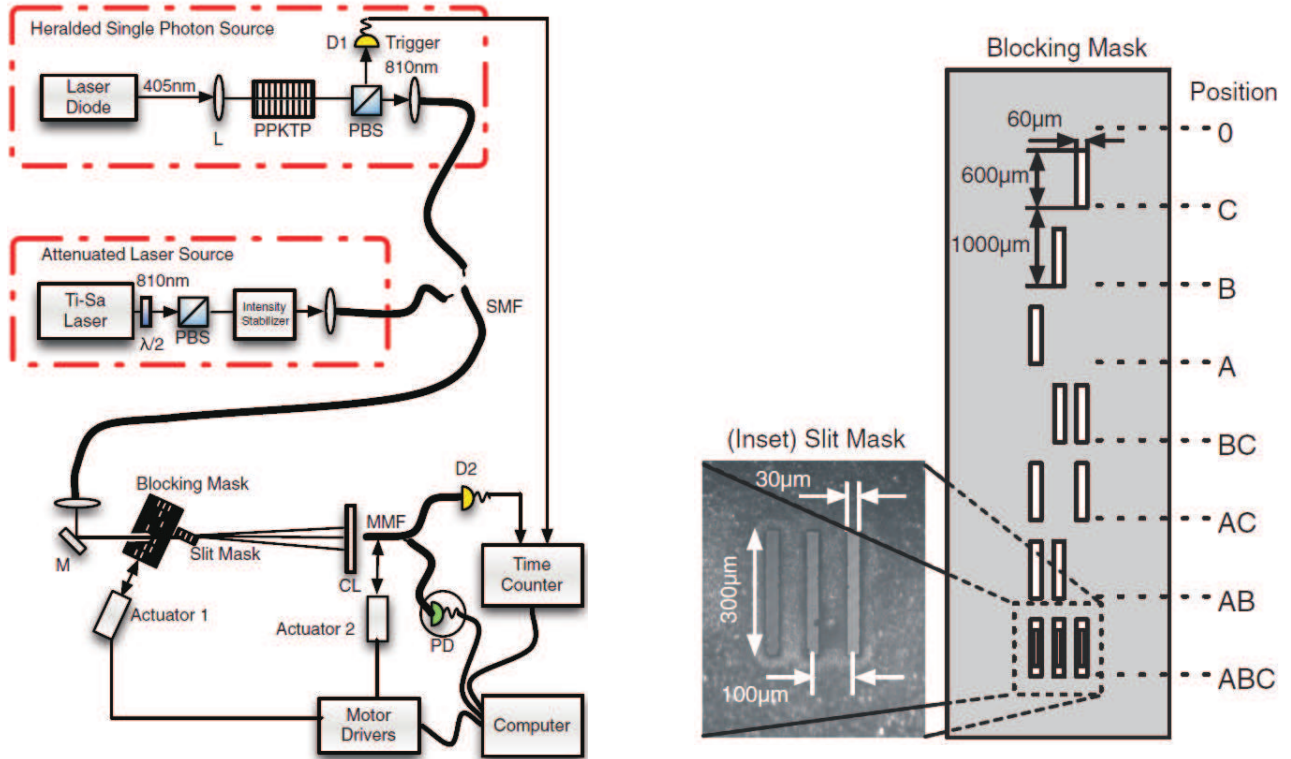 Heralded Single Photon Source
D1
Trigger
810nm
Laser
Diode
405nm
L
PPKTP
PBS
Attenuated Laser Source
810nm
Ti-Sa
Laser
λ/2
PBS
Intensity
Stabilizer
SMF
Blocking Mask
M
Slit Mask
CL
MMF
D2
Time
Counter
Actuator 1
Actuator 2
PD
Motor
Drivers
Computer
Blocking Mask
Position
60μm
0
600μm
C
1000μm
B
A
BC
AC
AB
ABC
(Inset) Slit Mask
30μm
300μm
100μm